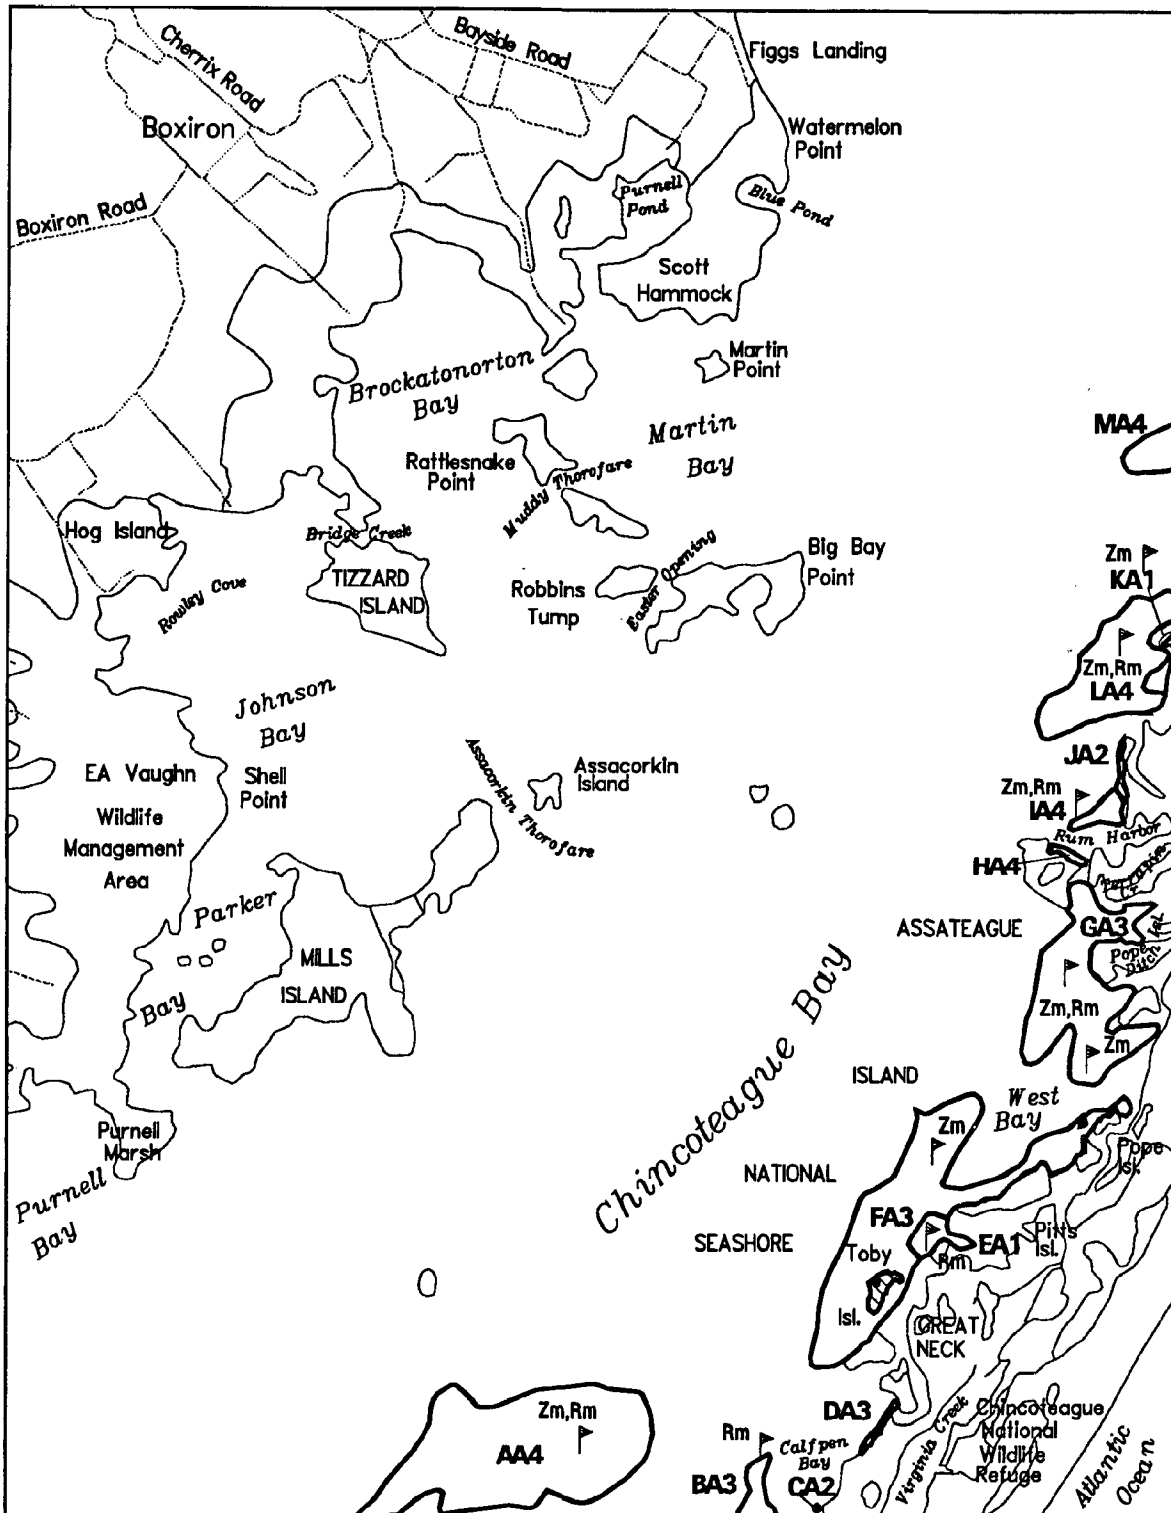 Cherrix Road
Bayside Road
Figgs Landing
Boxiron
Watermelon
Point
Purnell
Pond
Blue Pond
Boxiron Road
Scott
Hammock
Martin
Point
Brockatonorton
Bay
Martin
Bay
MA4
Rattlesnake
Point
Muddy Thorofare
Hog Island
Bridge Creek
Big Bay
Point
Zm
KA1
TIZZARD
ISLAND
Robbins
Tump
Easter Opening
Rowley Cove
Zm,Rm
LA4
Johnson
Bay
JA2
EA Vaughn
Wildlife
Management
Area
Shell
Point
Assacorkin Thorofare
Assacorkin
Island
Zm,Rm
IA4
Rum Harbor
HA4
Terrapin
Parker
Bay
MILLS
ISLAND
ASSATEAGUE
GA3
Pope Isl.
Ditch
Zm,Rm
Zm
Chincoteague Bay
ISLAND
West
Bay
Purnell
Marsh
Zm
Pope
Isl.
NATIONAL
Purnell
Bay
FA3
EA1
Pitts
Isl.
SEASHORE
Toby
Isl.
Rm
GREAT
NECK
Zm,Rm
AA4
DA3
Rm
Calfpen
Bay
BA3
CA2
Virginia Creek
Chincoteague
National
Wildlife
Refuge
Atlantic
Ocean